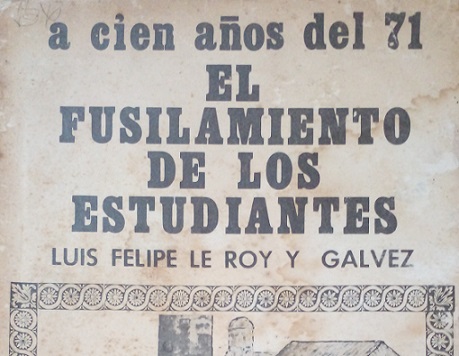 a cien años del 71
EL
FUSILAMIENTO
DE LOS
ESTUDIANTES
LUIS FELIPE LE ROY Y GALVEZ